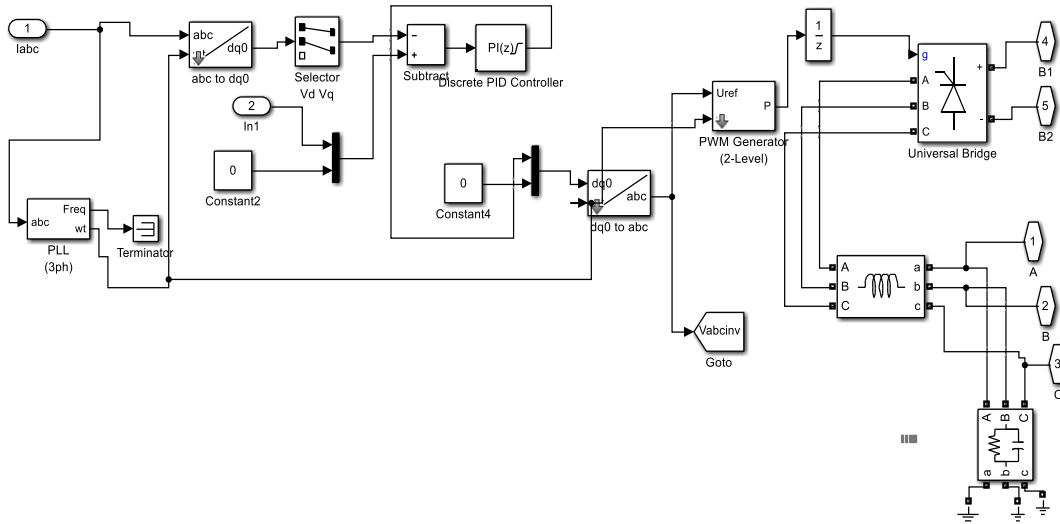 1
Iabc
abc
dq0
abc to dq0
Selector
Vd Vq
−
+
Subtract
PI(z)
Discrete PID Controller
2
In1
0
Constant2
abc
Freq
wt
PLL
(3ph)
Terminator
0
Constant4
dq0
abc
dq0 to abc
Uref
P
PWM Generator
(2-Level)
1
z
g
A
B
C
+
-
Universal Bridge
4
B1
5
B2
Vabcinv
Goto
A
B
C
a
b
c
1
A
2
B
3
C
A
B
C
a
b
c